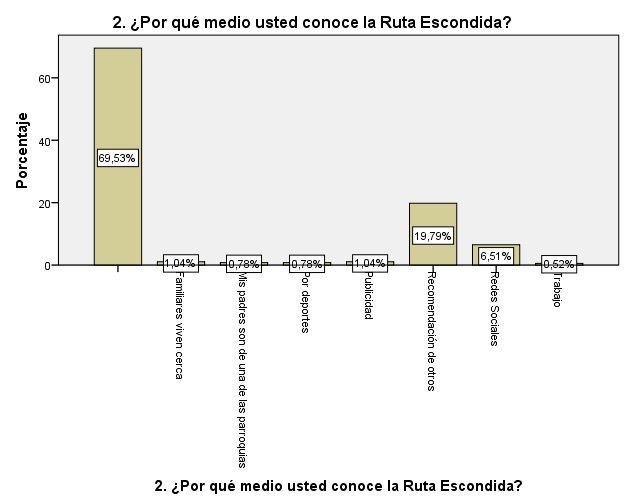 2. ¿Por qué medio usted conoce la Ruta Escondida?
Porcentaje
60
40
20
0
69,53%
1,04%
0,78%
0,78%
1,04%
19,79%
6,51%
0,52%
Familiares viven cerca
Mis padres son de una de las parroquias
Por deportes
Publicidad
Recomendación de otros
Redes Sociales
Trabajo
2. ¿Por qué medio usted conoce la Ruta Escondida?